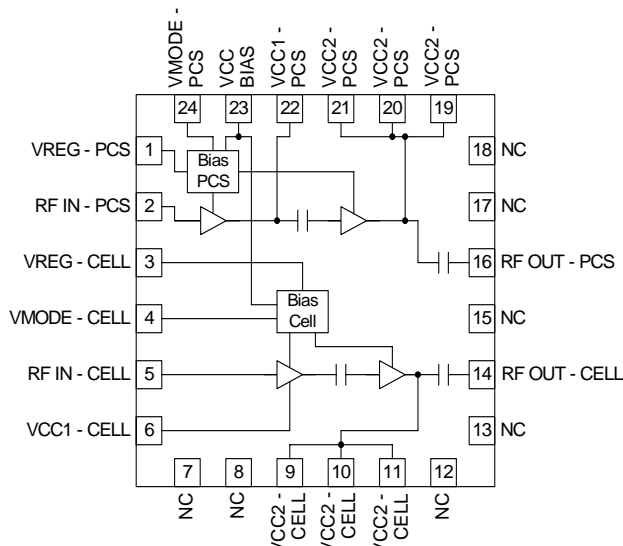 VMODE -
PCS
VCC
BIAS
VCC1 -
PCS
VCC2 -
PCS
VCC2 -
PCS
VCC2 -
PCS
24
23
22
21
20
19
VREG - PCS
1
Bias
PCS
18
NC
RF IN - PCS
2
17
NC
VREG - CELL
3
16
RF OUT - PCS
VMODE - CELL
4
Bias
Cell
15
NC
RF IN - CELL
5
14
RF OUT - CELL
VCC1 - CELL
6
13
NC
7
8
9
10
11
12
NC
NC
VCC2 -
CELL
VCC2 -
CELL
VCC2 -
CELL
NC